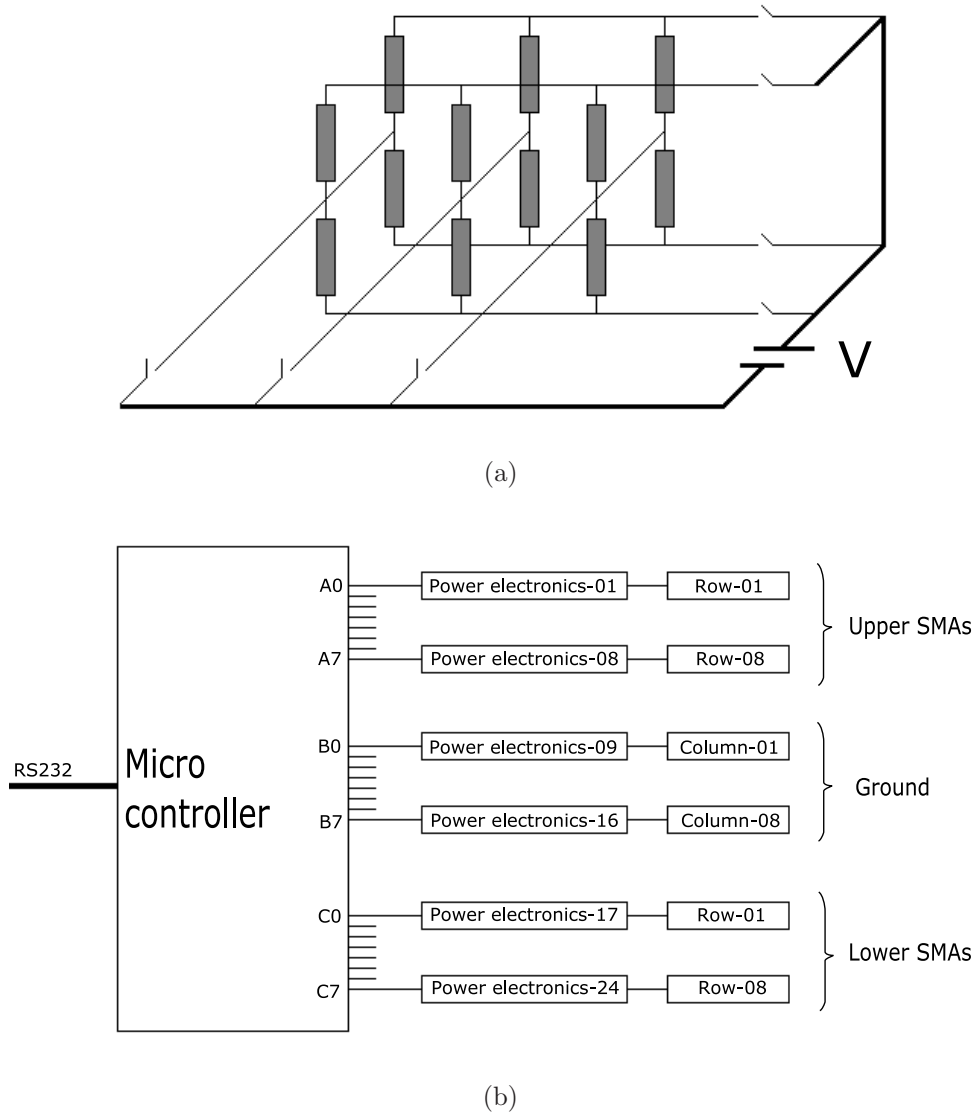 V
(a)
A0 Power electronics-01 Row-01
Upper SMAs
A7 Power electronics-08 Row-08
B0 Power electronics-09 Column-01
RS232
Micro
controller
Ground
B7 Power electronics-16 Column-08
C0 Power electronics-17 Row-01
Lower SMAs
C7 Power electronics-24 Row-08
(b)